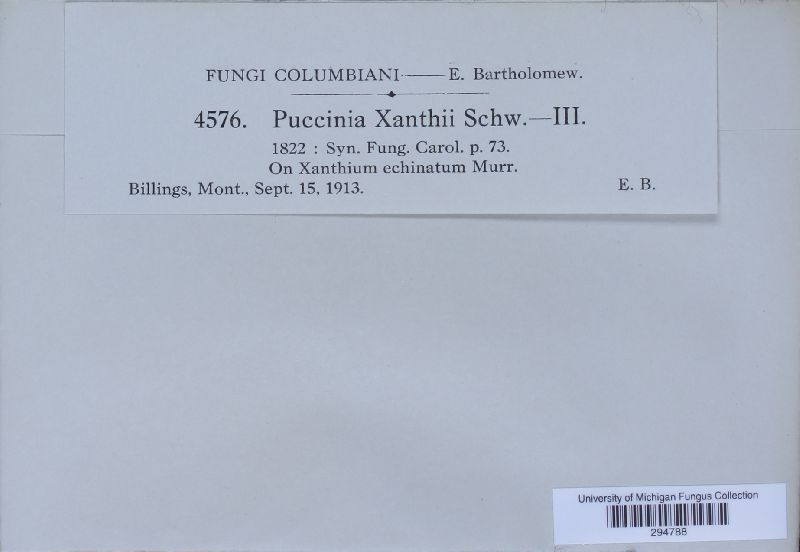 FUNGI COLUMBIANI——E. Bartholomew.
4576. Puccinia Xanthii Schw.—III.
1822 : Syn. Fung. Carol. p. 73.
On Xanthium echinatum Murr.
Billings, Mont., Sept. 15, 1913. E. B.
University of Michigan Fungus Collection
294788